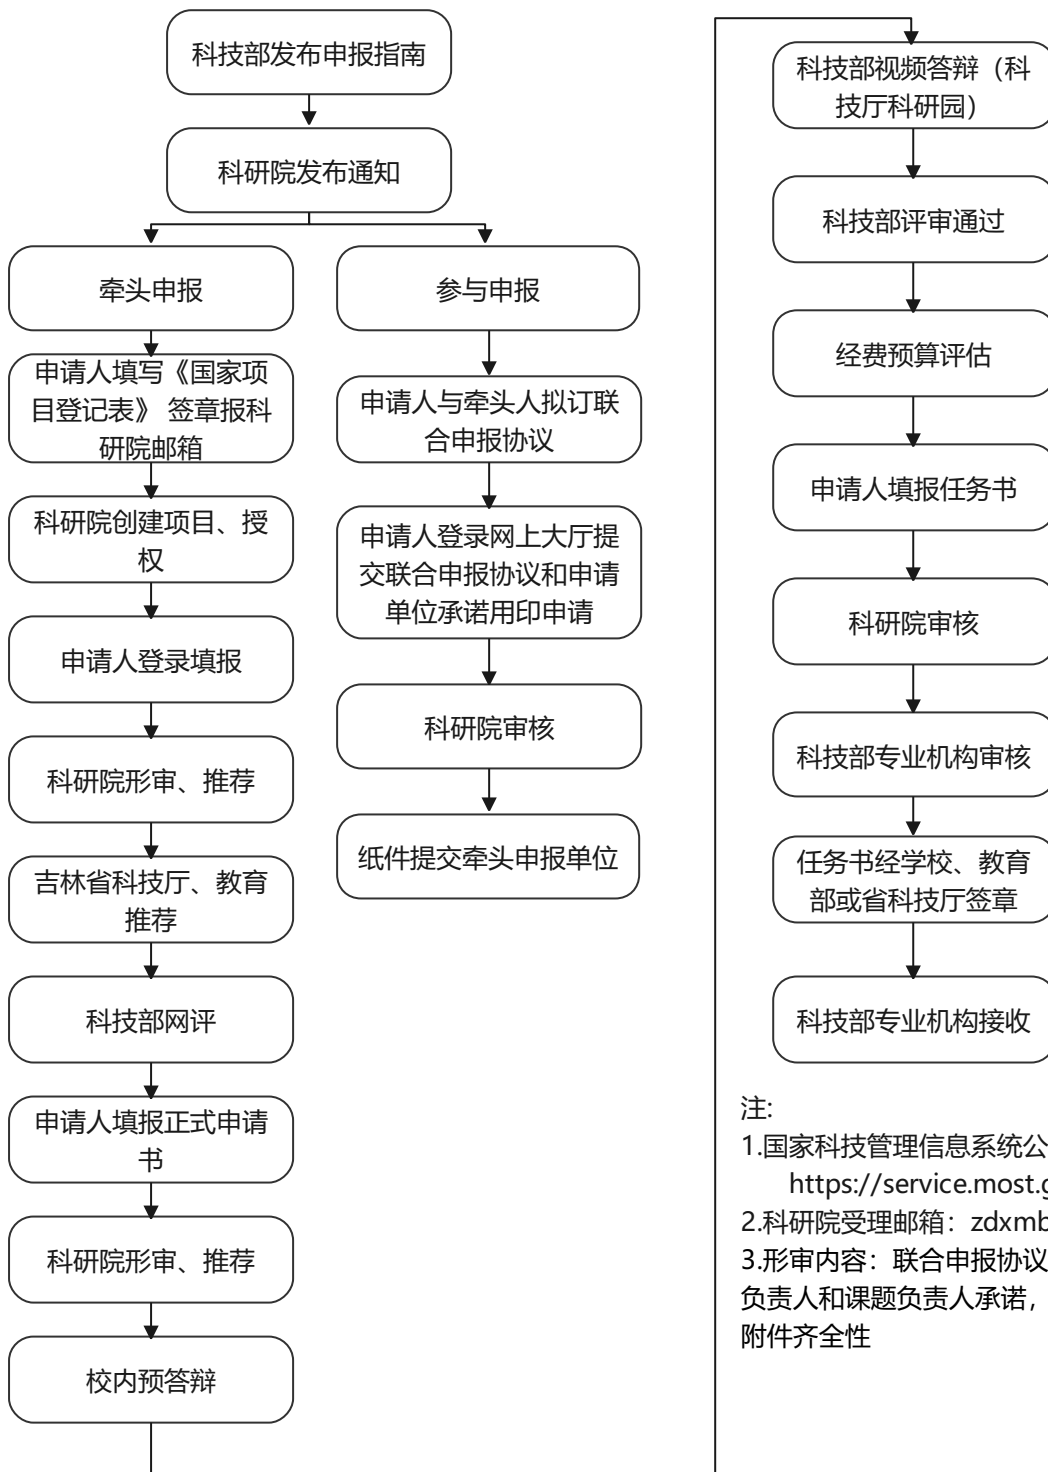 科技部发布申报指南
科研院发布通知
牵头申报
申请人填写《国家项
目登记表》 签章报科
研院邮箱
科研院创建项目、授
权
申请人登录填报
科研院形审、推荐
吉林省科技厅、教育
推荐
科技部网评
申请人填报正式申请
书
科研院形审、推荐
校内预答辩
参与申报
申请人与牵头人拟订联
合申报协议
申请人登录网上大厅提
交联合申报协议和申请
单位承诺用印申请
科研院审核
纸件提交牵头申报单位
科技部视频答辩（科
技厅科研园）
科技部评审通过
经费预算评估
申请人填报任务书
科研院审核
科技部专业机构审核
任务书经学校、教育
部或省科技厅签章
科技部专业机构接收
注:
1.国家科技管理信息系统公
https://service.most.g
2.科研院受理邮箱：zdxmb
3.形审内容：联合申报协议
负责人和课题负责人承诺，
附件齐全性